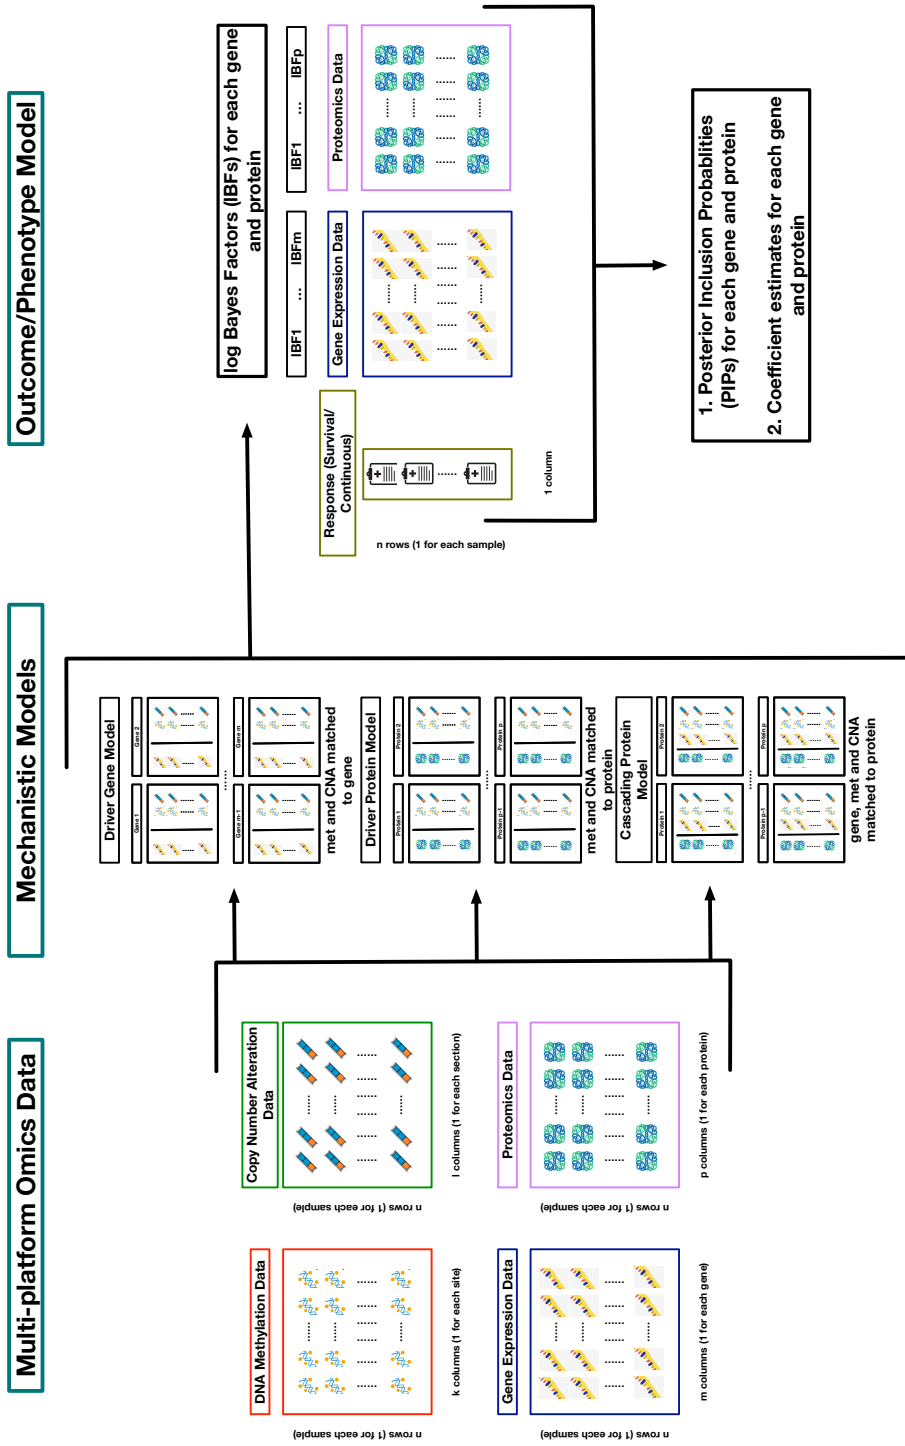 Multi-platform Omics Data
DNA Methylation Data
n rows (1 for each sample)
k columns (1 for each site)
Copy Number Alteration
Data
n rows (1 for each sample)
l columns (1 for each section)
Gene Expression Data
n rows (1 for each sample)
m columns (1 for each gene)
Proteomics Data
n rows (1 for each sample)
p columns (1 for each protein)
Mechanistic Models
Driver Gene Model
Gene 1
Gene 2
Gene m-1
Gene m
met and CNA matched
to gene
Driver Protein Model
Protein 1
Protein 2
Protein p-1
Protein p
met and CNA matched
to protein
Cascading Protein
Model
Protein 1
Protein 2
Protein p-1
Protein p
gene, met and CNA
matched to protein
Outcome/Phenotype Model
log Bayes Factors (lBFs) for each gene
and protein
lBF1 ... lBFm
lBF1 ... lBFp
Response (Survival/
Continuous)
Gene Expression Data
Proteomics Data
n rows (1 for each sample)
1 column
1. Posterior Inclusion Probablities
(PIPs) for each gene and protein
2. Coefficient estimates for each gene
and protein